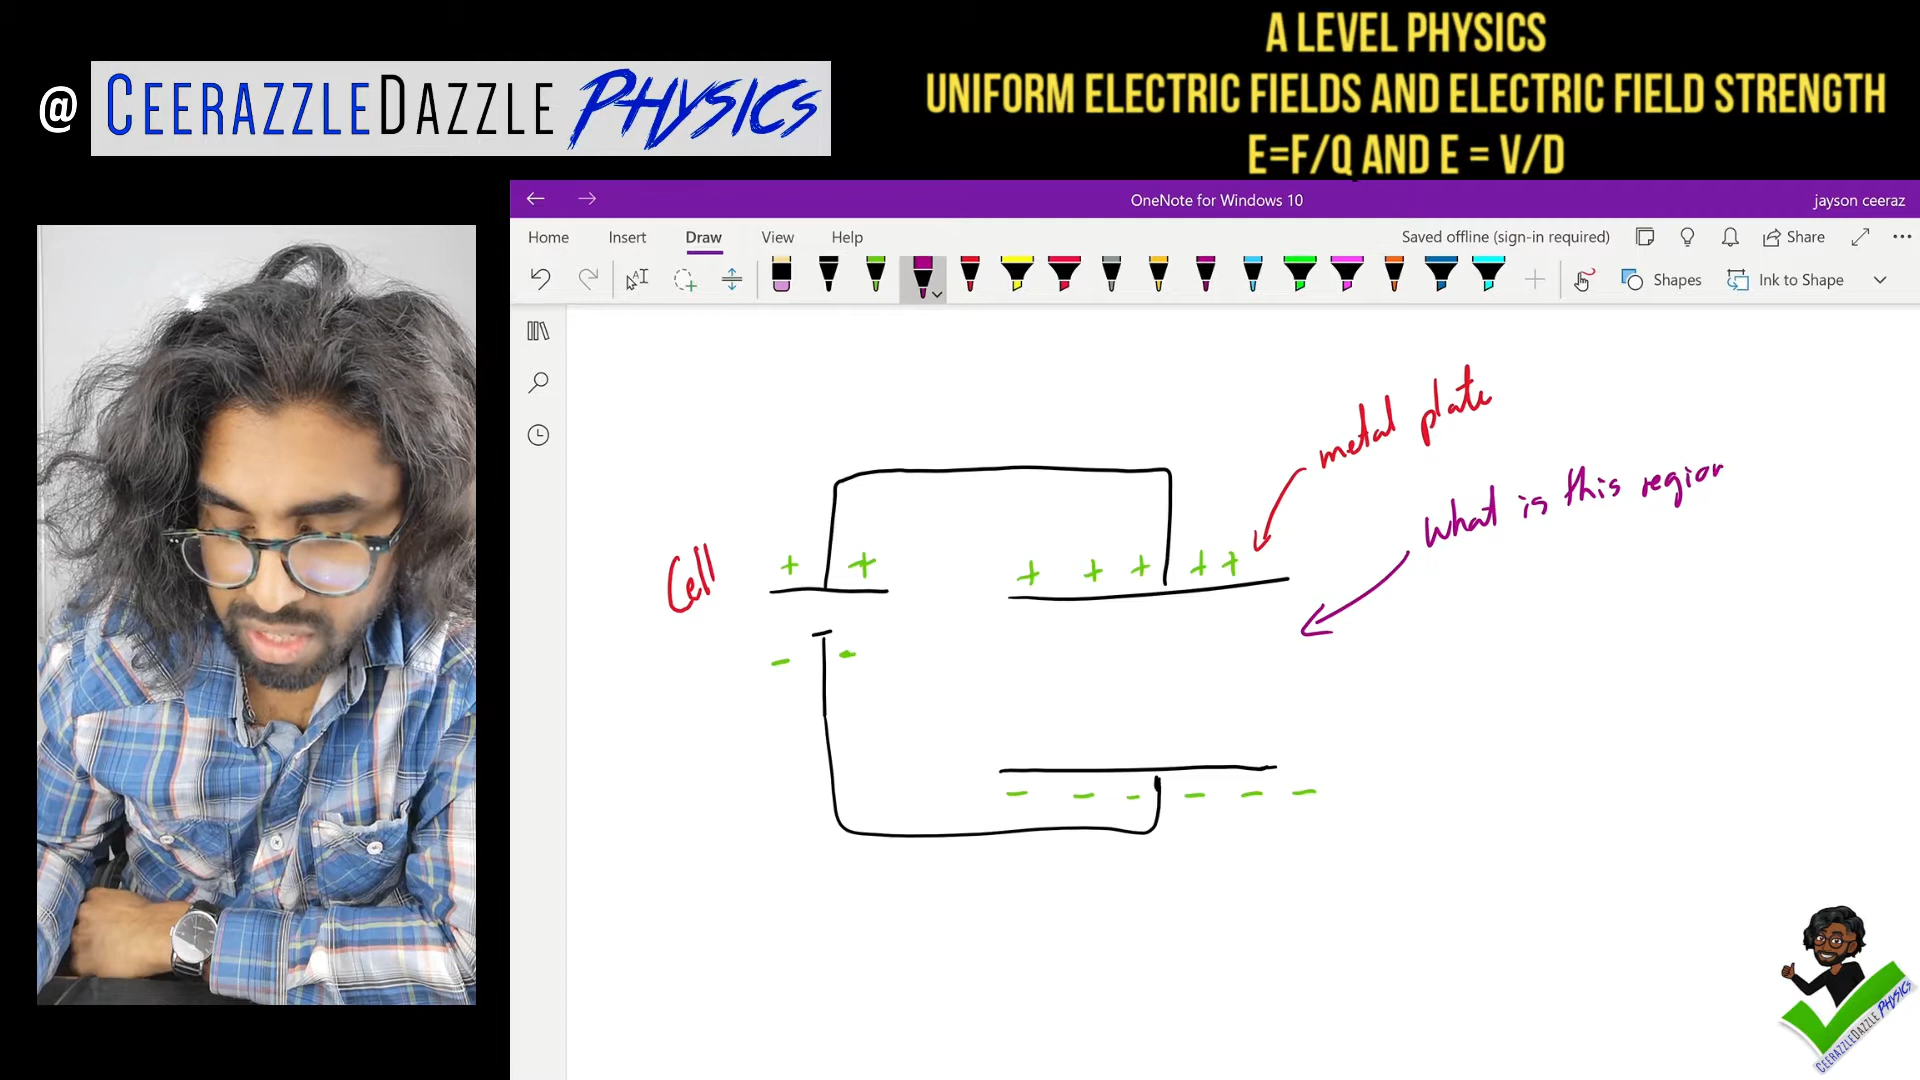 @ CEERAZZLEDAZZLE PHYSICS
A LEVEL PHYSICS
UNIFORM ELECTRIC FIELDS AND ELECTRIC FIELD STRENGTH
E=F/Q AND E = V/D
OneNote for Windows 10
jayson ceeraz
Home Insert Draw View Help
Saved offline (sign-in required)
Share
Shapes
Ink to Shape
metal plate
What is this region
Cell
+ +
+ + + + +
- -
- - - - - -
CEERAZZLEDAZZLE PHYSICS